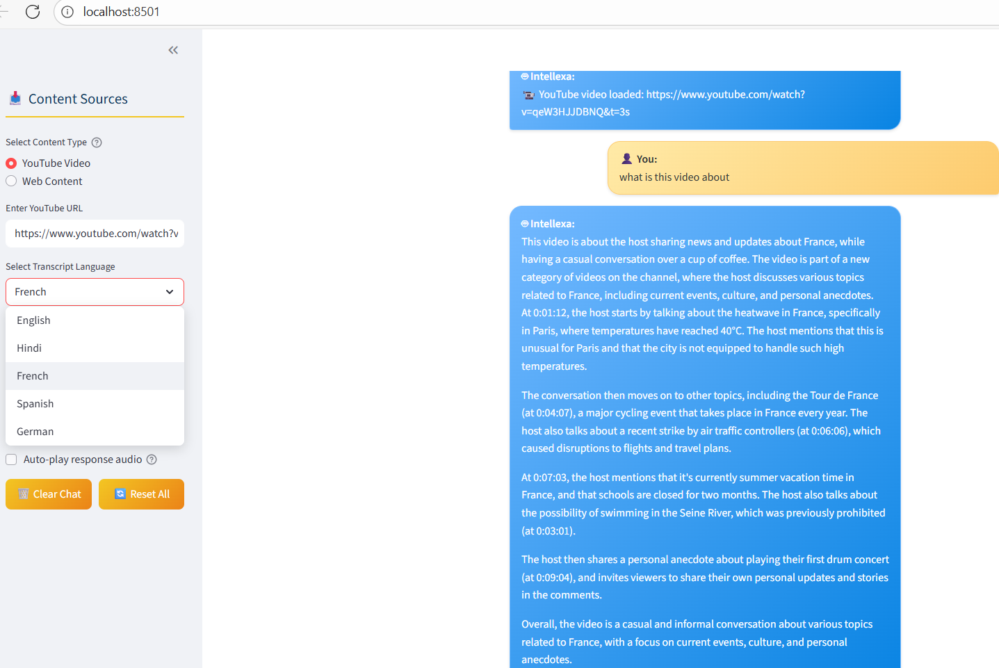 localhost:8501
Content Sources
Select Content Type
YouTube Video
Web Content
Enter YouTube URL
https://www.youtube.com/watch?v
Select Transcript Language
French
English
Hindi
French
Spanish
German
Auto-play response audio
Clear Chat
Reset All
Intellexa:
YouTube video loaded: https://www.youtube.com/watch?
v=qeW3HJJDBNQ&t=3s
You:
what is this video about
Intellexa:
This video is about the host sharing news and updates about France, while
having a casual conversation over a cup of coffee. The video is part of a new
category of videos on the channel, where the host discusses various topics
related to France, including current events, culture, and personal anecdotes.
At 0:01:12, the host starts by talking about the heatwave in France, specifically
in Paris, where temperatures have reached 40°C. The host mentions that this is
unusual for Paris and that the city is not equipped to handle such high
temperatures.
The conversation then moves on to other topics, including the Tour de France
(at 0:04:07), a major cycling event that takes place in France every year. The
host also talks about a recent strike by air traffic controllers (at 0:06:06), which
caused disruptions to flights and travel plans.
At 0:07:03, the host mentions that it's currently summer vacation time in
France, and that schools are closed for two months. The host also talks about
the possibility of swimming in the Seine River, which was previously prohibited
(at 0:03:01).
The host then shares a personal anecdote about playing their first drum concert
(at 0:09:04), and invites viewers to share their own personal updates and stories
in the comments.
Overall, the video is a casual and informal conversation about various topics
related to France, with a focus on current events, culture, and personal
anecdotes.